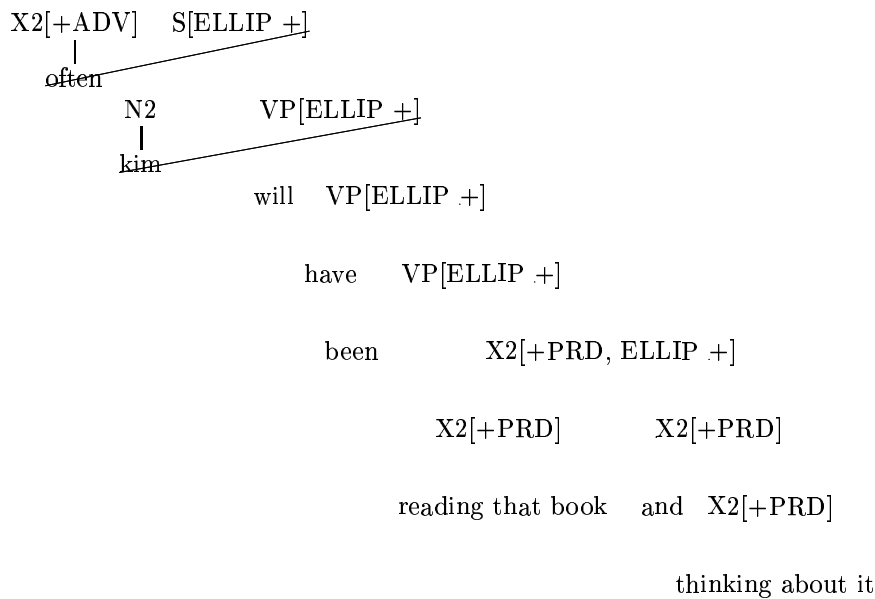 X2[+ADV] S[ELLIP +]
often
N2 VP[ELLIP +]
kim
will VP[ELLIP +]
have VP[ELLIP +]
been X2[+PRD, ELLIP +]
X2[+PRD] X2[+PRD]
reading that book and X2[+PRD]
thinking about it